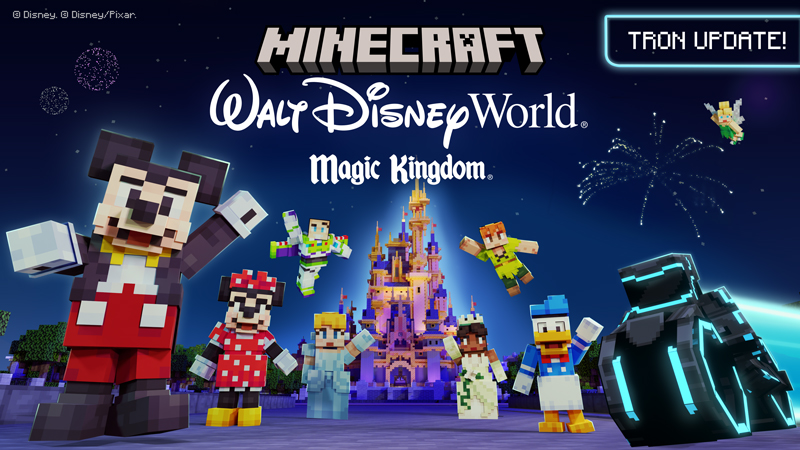 © Disney. © Disney/Pixar.
MINECRAFT
TRON UPDATE!
WALT DISNEY World®
Magic Kingdom®